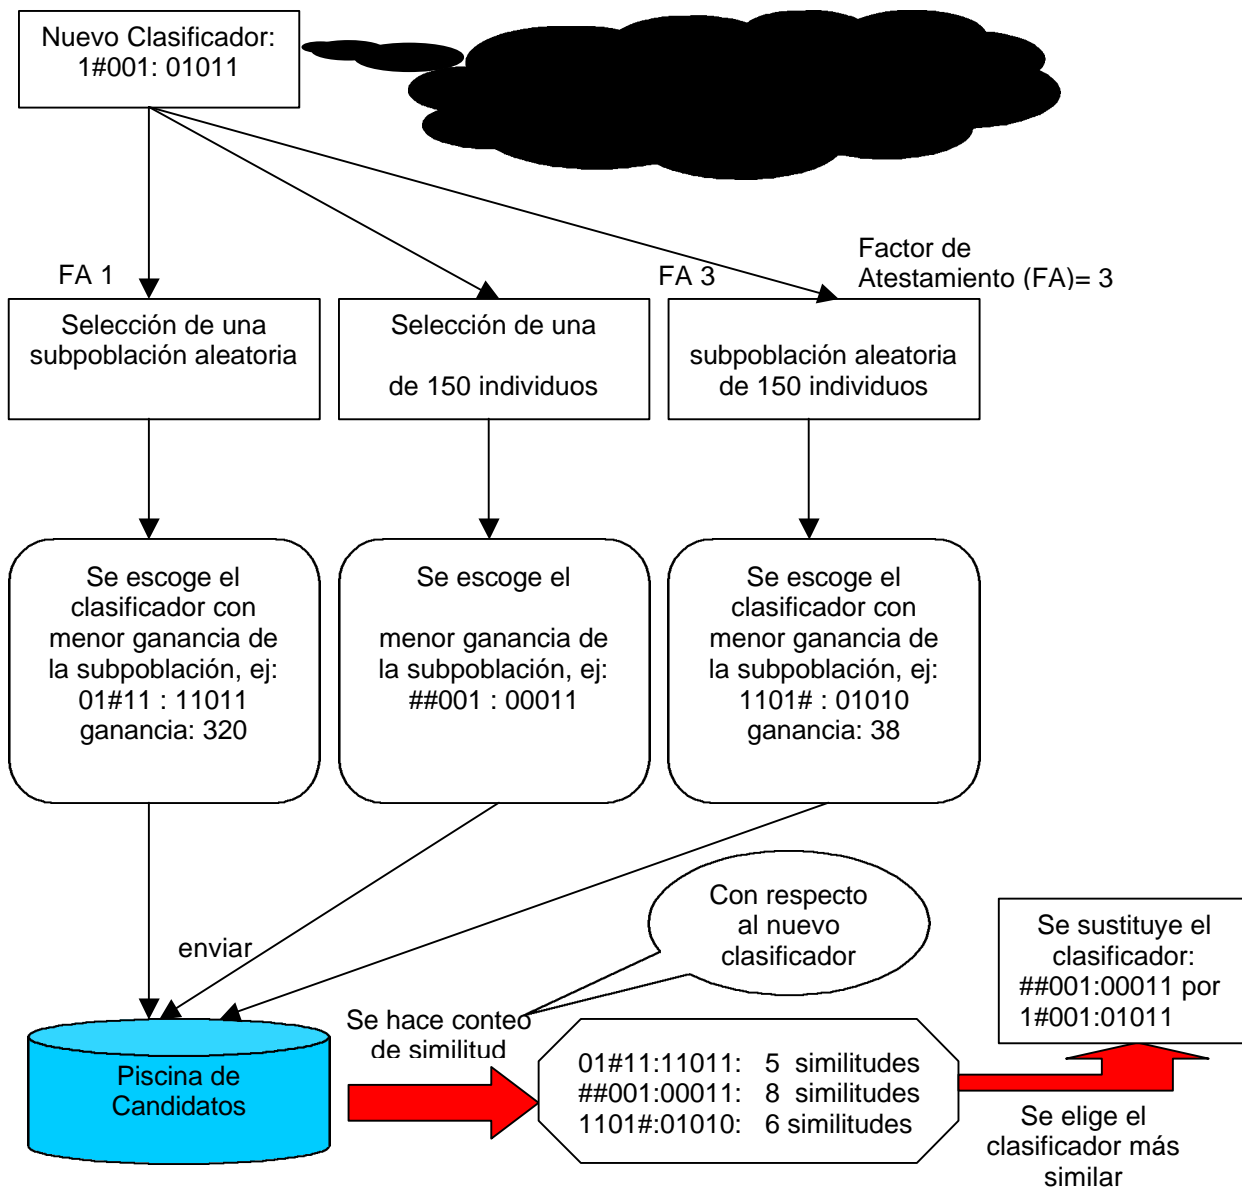 Nuevo Clasificador:
1#001: 01011
FA 1
FA 3
Factor de
Atestamiento (FA)= 3
Selección de una
subpoblación aleatoria
Selección de una
de 150 individuos
subpoblación aleatoria
de 150 individuos
Se escoge el
clasificador con
menor ganancia de
la subpoblación, ej:
01#11 : 11011
ganancia: 320
Se escoge el
menor ganancia de
la subpoblación, ej:
##001 : 00011
Se escoge el
clasificador con
menor ganancia de
la subpoblación, ej:
1101# : 01010
ganancia: 38
enviar
Con respecto
al nuevo
clasificador
Piscina de
Candidatos
Se hace conteo
de similitud
01#11:11011: 5 similitudes
##001:00011: 8 similitudes
1101#:01010: 6 similitudes
Se sustituye el
clasificador:
##001:00011 por
1#001:01011
Se elige el
clasificador más
similar